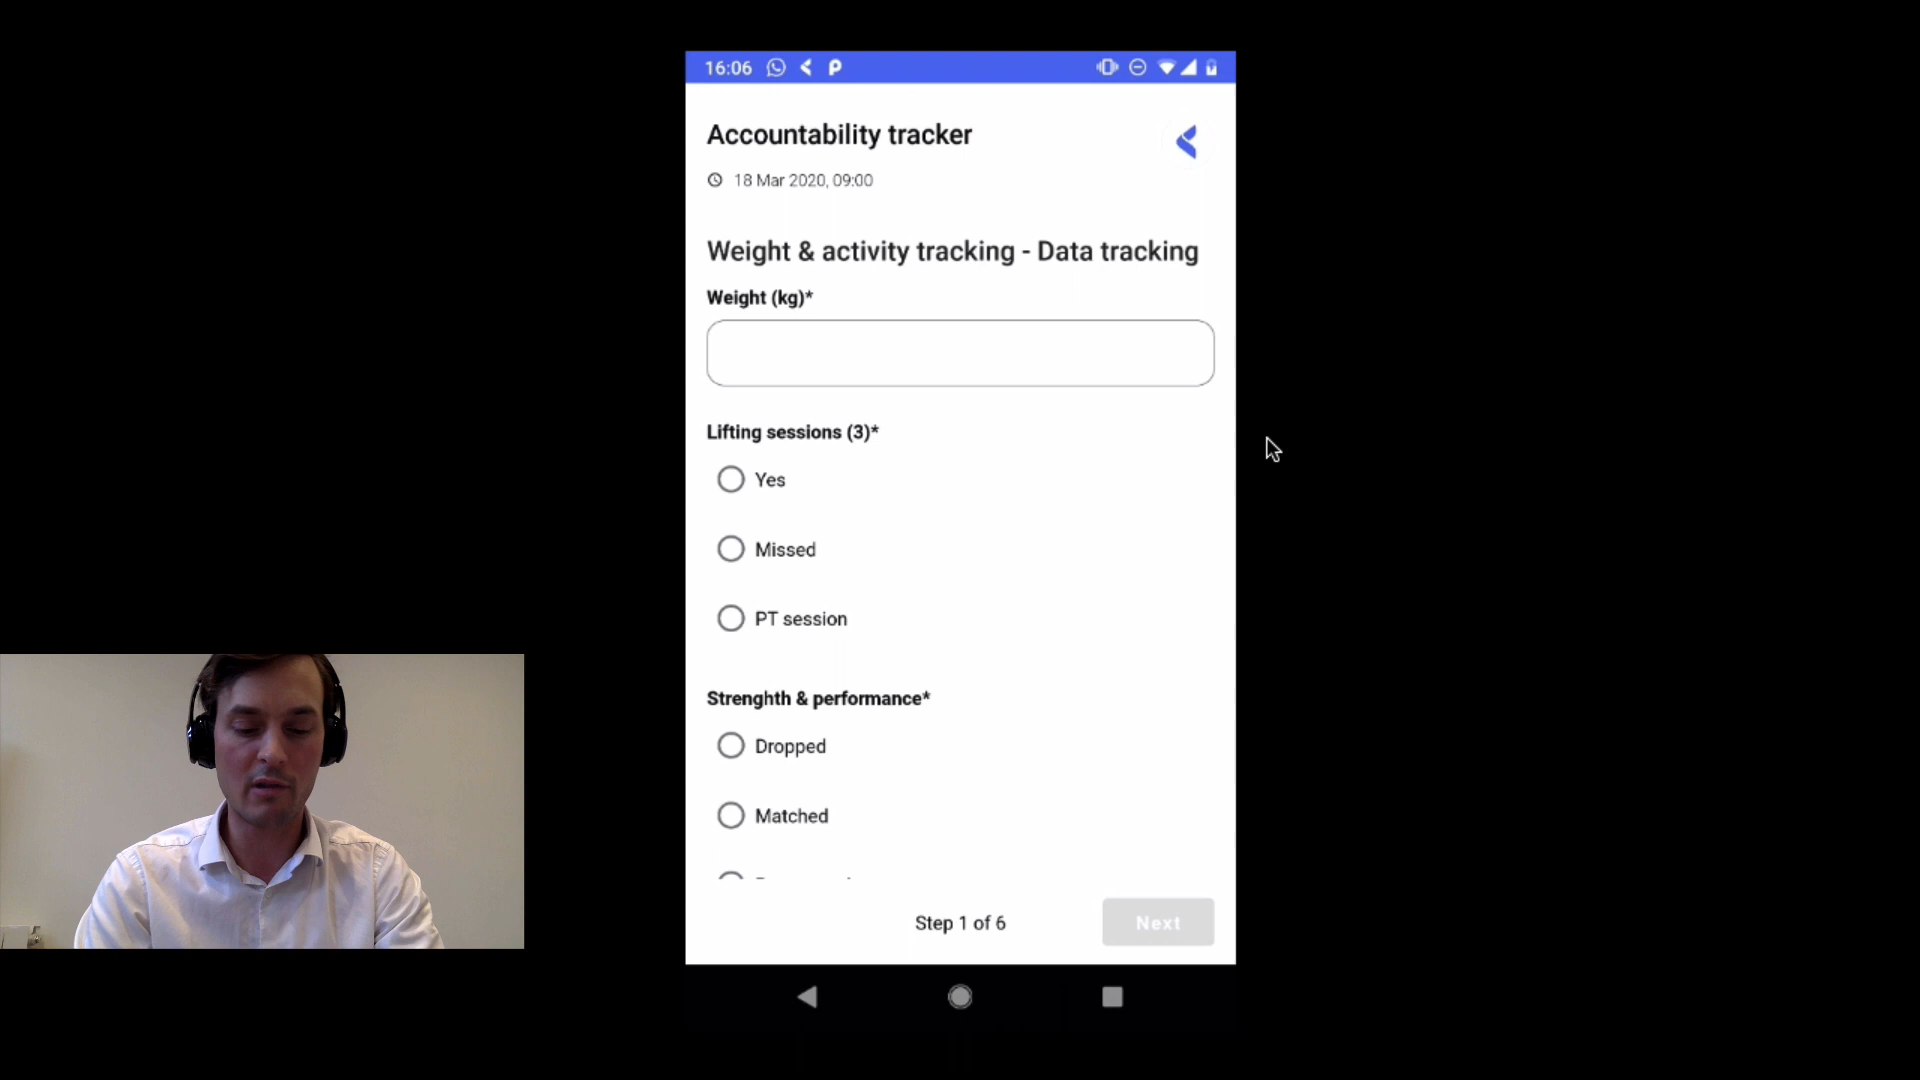 16:06
Accountability tracker
18 Mar 2020, 09:00
Weight & activity tracking - Data tracking
Weight (kg)*
Lifting sessions (3)*
Yes
Missed
PT session
Strenghth & performance*
Dropped
Matched
Step 1 of 6
Next